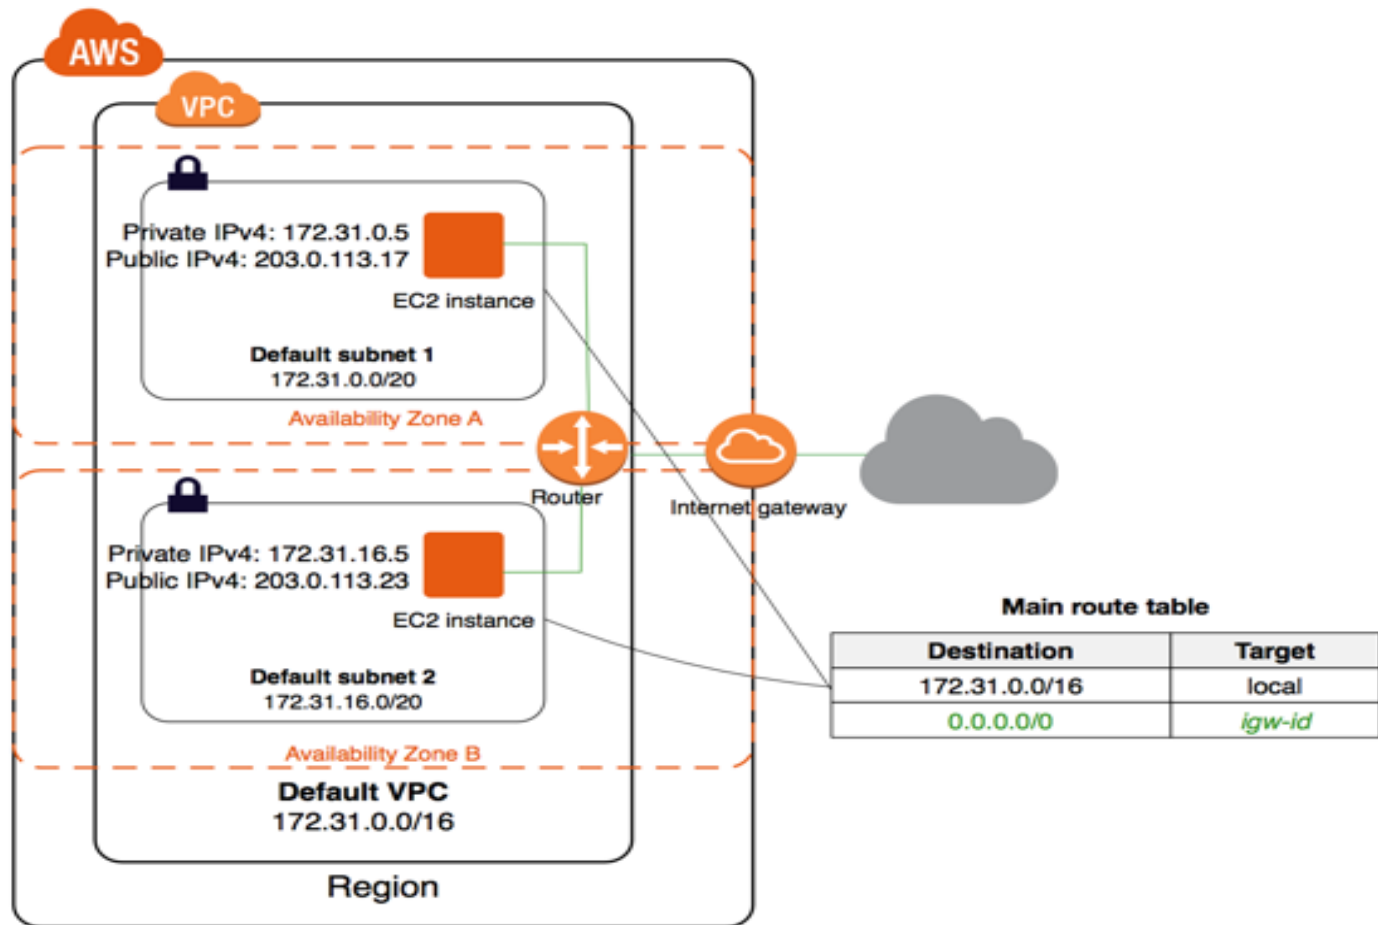 AWS
VPC
Private IPv4: 172.31.0.5
Public IPv4: 203.0.113.17
EC2 instance
Default subnet 1
172.31.0.0/20
Availability Zone A
Router
Internet gateway
Private IPv4: 172.31.16.5
Public IPv4: 203.0.113.23
EC2 instance
Default subnet 2
172.31.16.0/20
Availability Zone B
Default VPC
172.31.0.0/16
Region
Main route table
Destination Target
172.31.0.0/16 local
0.0.0.0/0 igw-id